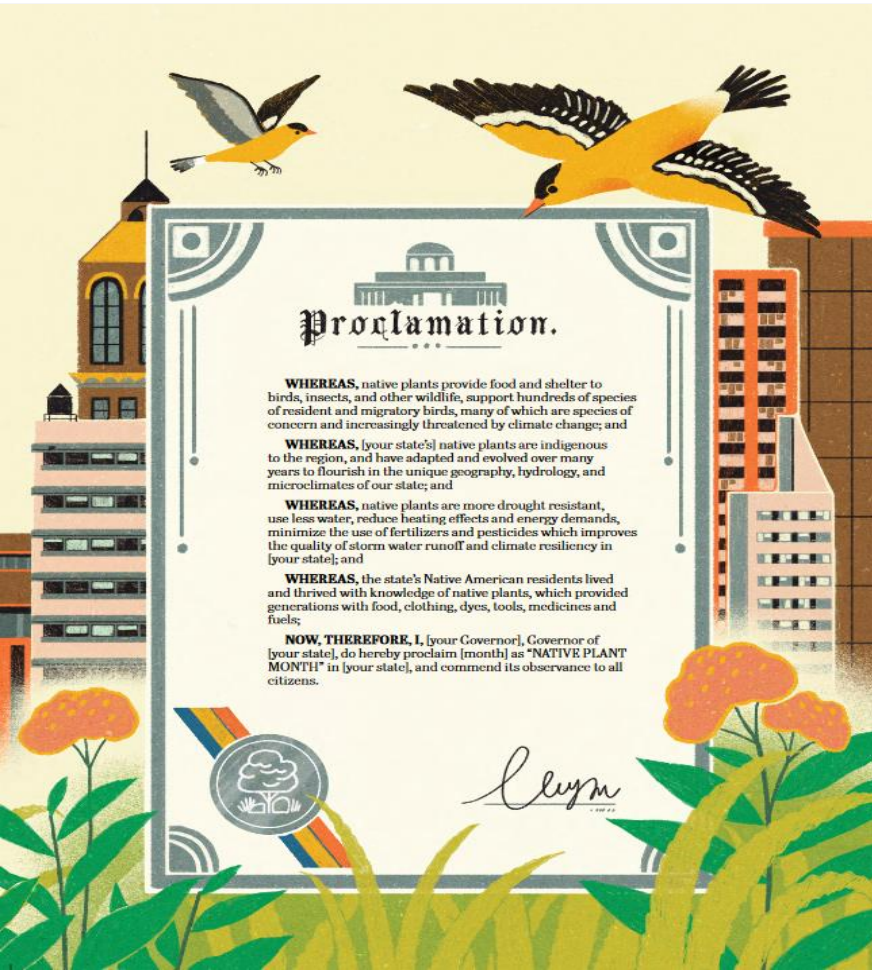 Proclamation.
WHEREAS, native plants provide food and shelter to
birds, insects, and other wildlife, support hundreds of species
of resident and migratory birds, many of which are species of
concern and increasingly threatened by climate change; and
WHEREAS, [your state's] native plants are indigenous
to the region, and have adapted and evolved over many
years to flourish in the unique geography, hydrology, and
microclimates of our state; and
WHEREAS, native plants are more drought resistant,
use less water, reduce heating effects and energy demands,
minimize the use of fertilizers and pesticides which improves
the quality of storm water runoff and climate resiliency in
[your state]; and
WHEREAS, the state's Native American residents lived
and thrived with knowledge of native plants, which provided
generations with food, clothing, dyes, tools, medicines and
fuels;
NOW, THEREFORE, I, [your Governor], Governor of
[your state], do hereby proclaim [month] as “NATIVE PLANT
MONTH” in [your state], and commend its observance to all
citizens.